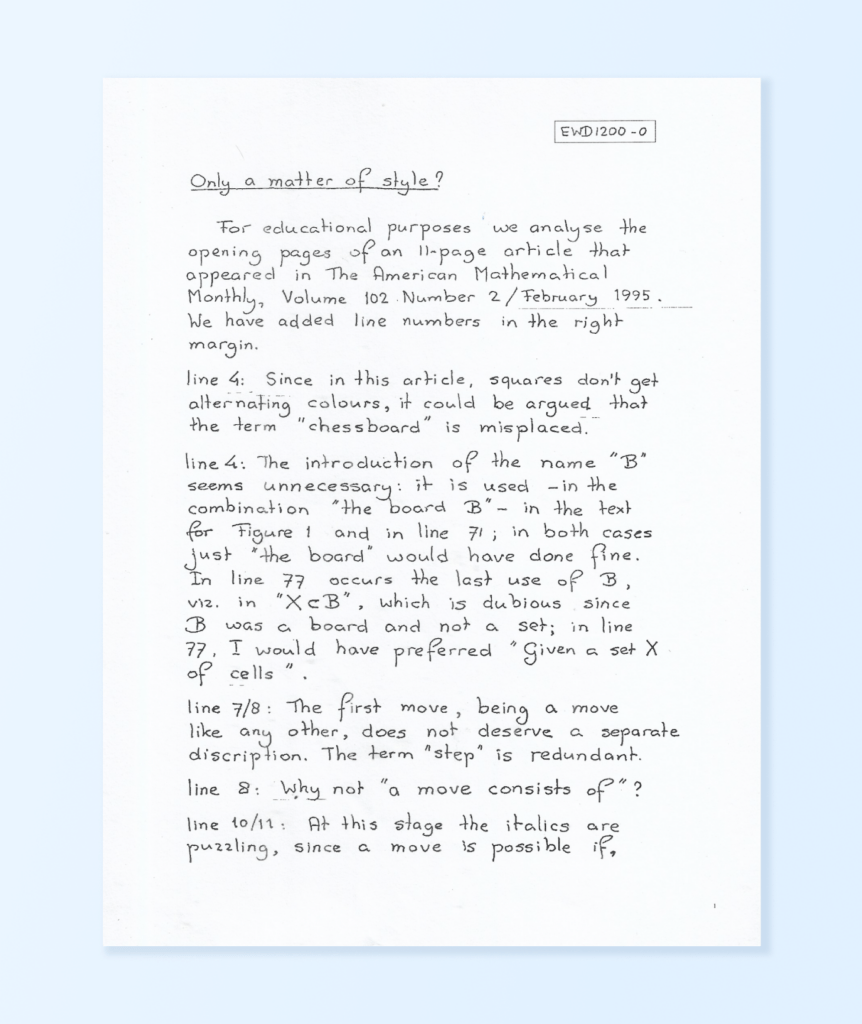 EWD1200-0
Only a matter of style?
For educational purposes we analyse the
opening pages of an 11-page article that
appeared in The American Mathematical
Monthly, Volume 102 Number 2 / February 1995.
We have added line numbers in the right
margin.
line 4: Since in this article, squares don't get
alternating colours, it could be argued that
the term "chessboard" is misplaced.
line 4: The introduction of the name "B"
seems unnecessary: it is used –in the
combination "the board B"– in the text
for Figure 1 and in line 71; in both cases
just "the board" would have done fine.
In line 77 occurs the last use of B,
viz. in "X⊂B", which is dubious since
B was a board and not a set; in line
77, I would have preferred "Given a set X
of cells".
line 7/8: The first move, being a move
like any other, does not deserve a separate
discription. The term "step" is redundant.
line 8: Why not "a move consists of"?
line 10/11: At this stage the italics are
puzzling, since a move is possible if,